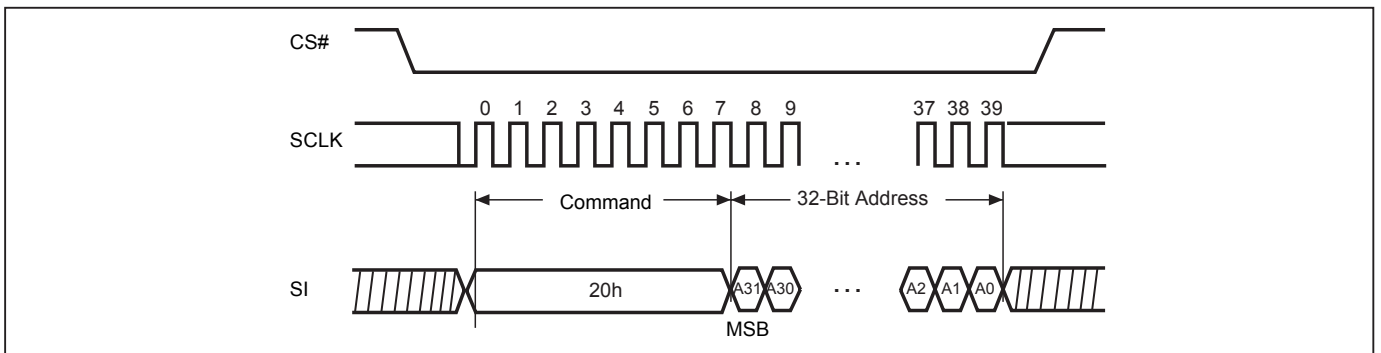 CS#
0 1 2 3 4 5 6 7 8 9 37 38 39
SCLK
...
Command 32-Bit Address
SI 20h A31 A30 ... A2 A1 A0
MSB